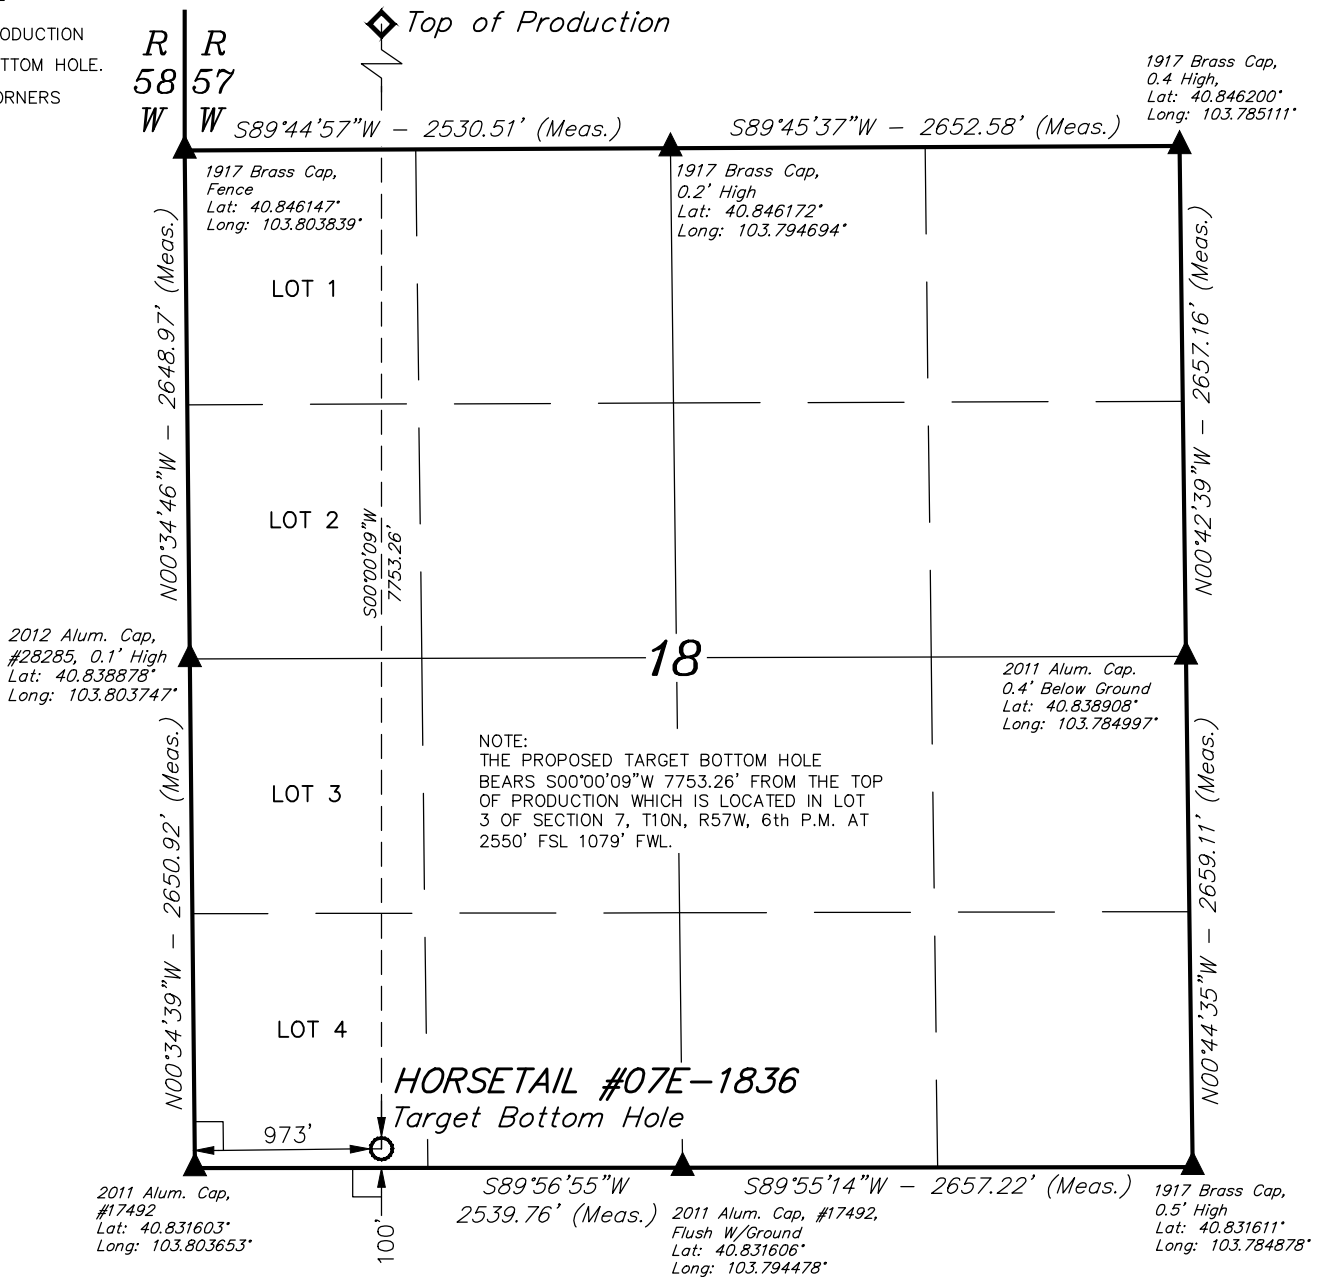 ODUCTION
TTOM HOLE.
ORNERS
R R
58 57
W W
Top of Production
S89°44'57"W - 2530.51' (Meas.)
S89°45'37"W - 2652.58' (Meas.)
1917 Brass Cap,
0.4 High,
Lat: 40.846200°
Long: 103.785111°
1917 Brass Cap,
Fence
Lat: 40.846147°
Long: 103.803839°
1917 Brass Cap,
0.2' High
Lat: 40.846172°
Long: 103.794694°
N00°34'46"W - 2648.97' (Meas.)
N00°42'39"W - 2657.16' (Meas.)
LOT 1
LOT 2
S00°00'09"W
7753.26'
2012 Alum. Cap,
#28285, 0.1' High
Lat: 40.838878°
Long: 103.803747°
18
2011 Alum. Cap.
0.4' Below Ground
Lat: 40.838908°
Long: 103.784997°
N00°34'39"W - 2650.92' (Meas.)
N00°44'35"W - 2659.11' (Meas.)
LOT 3
NOTE:
THE PROPOSED TARGET BOTTOM HOLE
BEARS S00°00'09"W 7753.26' FROM THE TOP
OF PRODUCTION WHICH IS LOCATED IN LOT
3 OF SECTION 7, T10N, R57W, 6th P.M. AT
2550' FSL 1079' FWL.
LOT 4
HORSETAIL #07E-1836
Target Bottom Hole
973'
100'
2011 Alum. Cap,
#17492
Lat: 40.831603°
Long: 103.803653°
S89°56'55"W
2539.76' (Meas.)
2011 Alum. Cap, #17492,
Flush W/Ground
Lat: 40.831606°
Long: 103.794478°
S89°55'14"W - 2657.22' (Meas.)
1917 Brass Cap,
0.5' High
Lat: 40.831611°
Long: 103.784878°